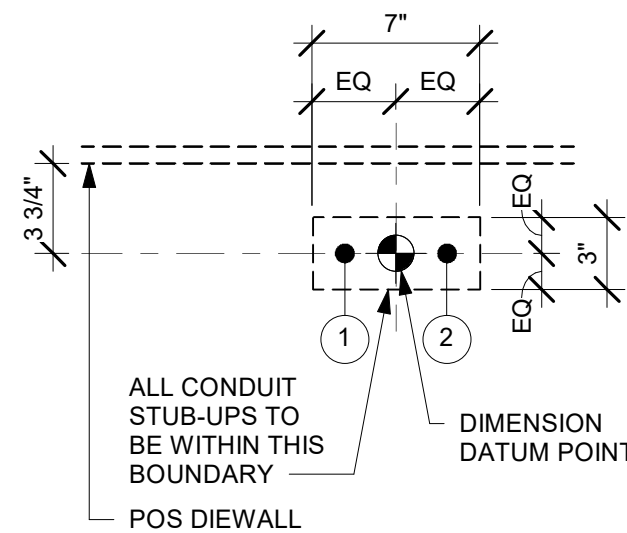 7"
EQ EQ
3 3/4"
EQ
3"
EQ
1 2
ALL CONDUIT
STUB-UPS TO
BE WITHIN THIS
BOUNDARY
DIMENSION
DATUM POINT
POS DIEWALL